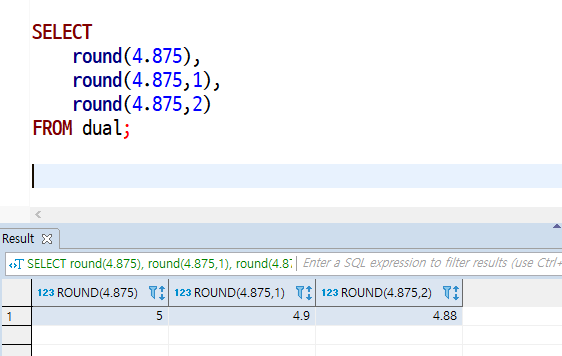 SELECT
round(4.875),
round(4.875,1),
round(4.875,2)
FROM dual;
Result
SELECT round(4.875), round(4.875,1), round(4.87 Enter a SQL expression to filter results (use Ctrl+
123 ROUND(4.875) 123 ROUND(4.875,1) 123 ROUND(4.875,2)
1 5 4.9 4.88